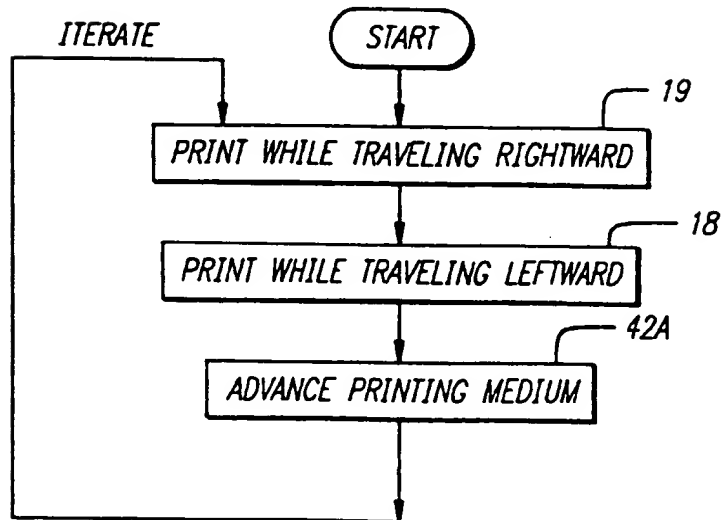 ITERATE
START
19
PRINT WHILE TRAVELING RIGHTWARD
18
PRINT WHILE TRAVELING LEFTWARD
42A
ADVANCE PRINTING MEDIUM